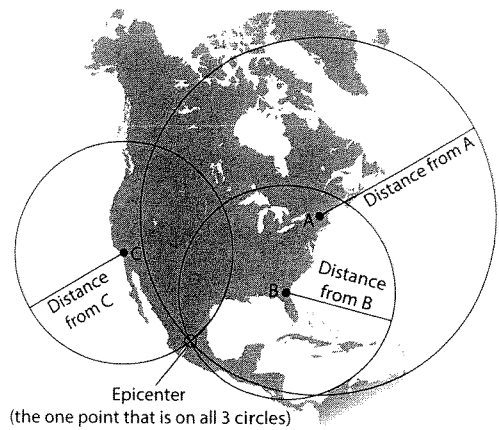 Distance from A
A
C
B
Distance
from B
Distance
from C
Epicenter
(the one point that is on all 3 circles)